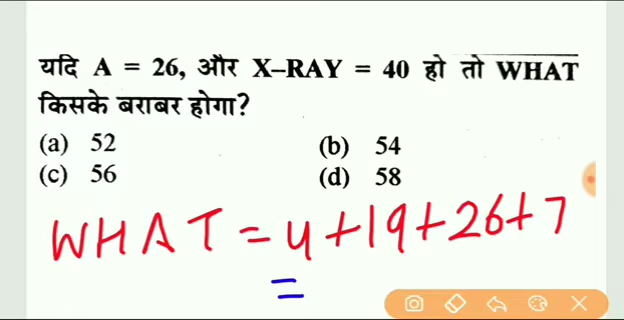 यदि A = 26, और X–RAY = 40 हो तो WHAT
किसके बराबर होगा?
(a) 52 (b) 54
(c) 56 (d) 58
WHAT = 4+19+26+7
=